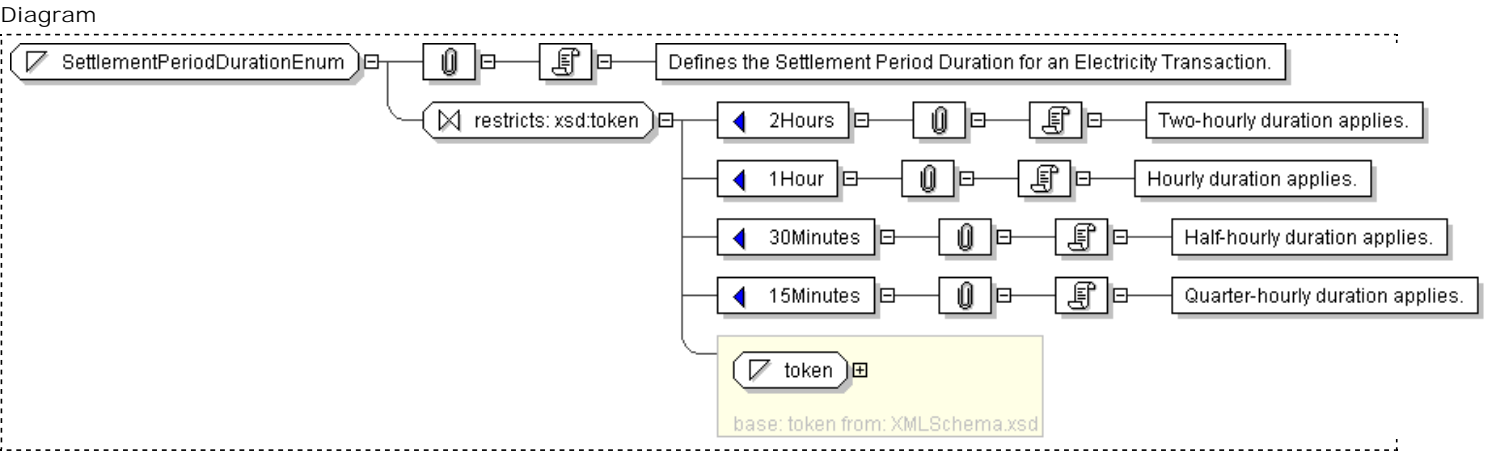 Diagram
SettlementPeriodDurationEnum
Defines the Settlement Period Duration for an Electricity Transaction.
restricts: xsd:token
2Hours
Two-hourly duration applies.
1Hour
Hourly duration applies.
30Minutes
Half-hourly duration applies.
15Minutes
Quarter-hourly duration applies.
token
base: token from: XMLSchema.xsd